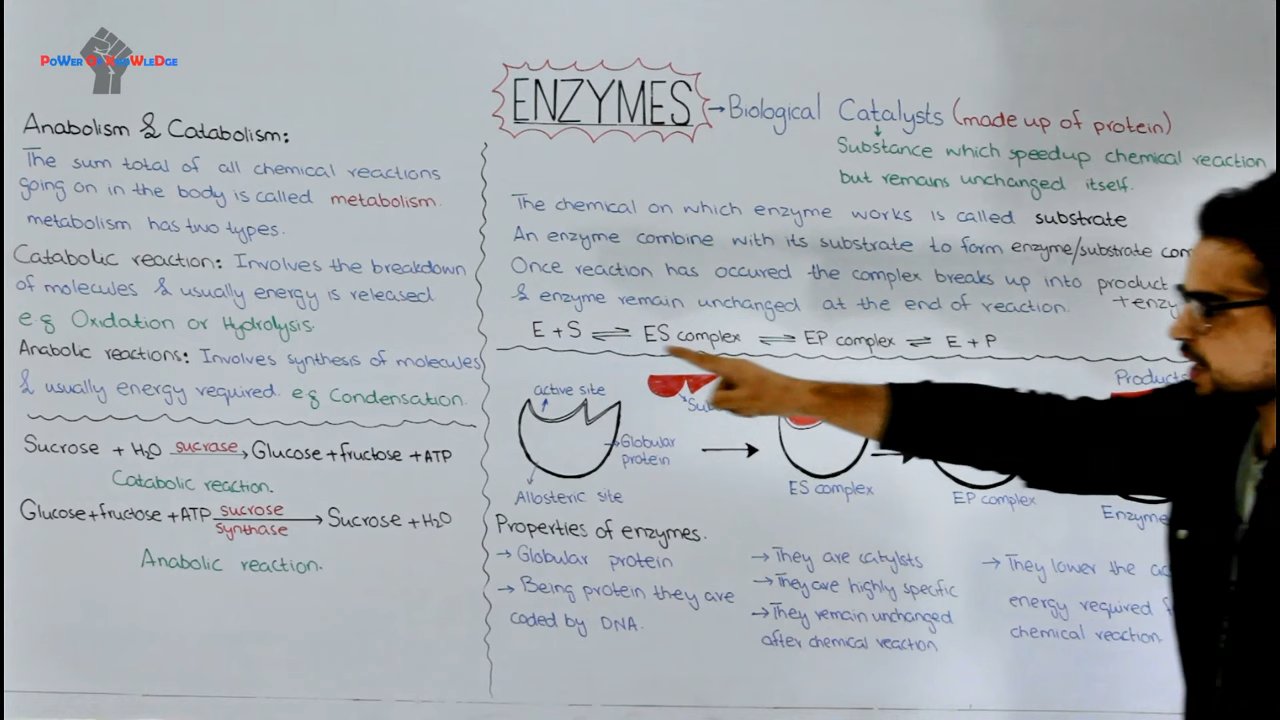 PoWer Of KnoWleDge
Anabolism & Catabolism:
The sum total of all chemical reactions
going on in the body is called metabolism.
metabolism has two types.
Catabolic reaction: Involves the breakdown
of molecules & usually energy is released
eg Oxidation or Hydrolysis.
Anabolic reactions: Involves synthesis of molecules
& usually energy required. eg Condensation.
Sucrose + H2O sucrase → Glucose + fructose + ATP
Catabolic reaction.
Glucose + fructose + ATP sucrose synthase → Sucrose + H2O
Anabolic reaction.
ENZYMES → Biological Catalysts (made up of protein)
Substance which speedup chemical reaction
but remains unchanged itself.
The chemical on which enzyme works is called substrate
An enzyme combine with its substrate to form enzyme/substrate com
Once reaction has occured the complex breaks up into product
& enzyme remain unchanged at the end of reaction. + enzy
E + S ⇌ ES complex ⇌ EP complex ⇌ E + P
active site
Globular
protein
Allosteric site
ES complex
EP complex
Products
Enzyme
Properties of enzymes.
→ Globular protein
→ Being protein they are
coded by DNA.
→ They are catylsts
→ They are highly specific
→ They remain unchanged
after chemical reaction
→ They lower the
energy required
chemical reaction